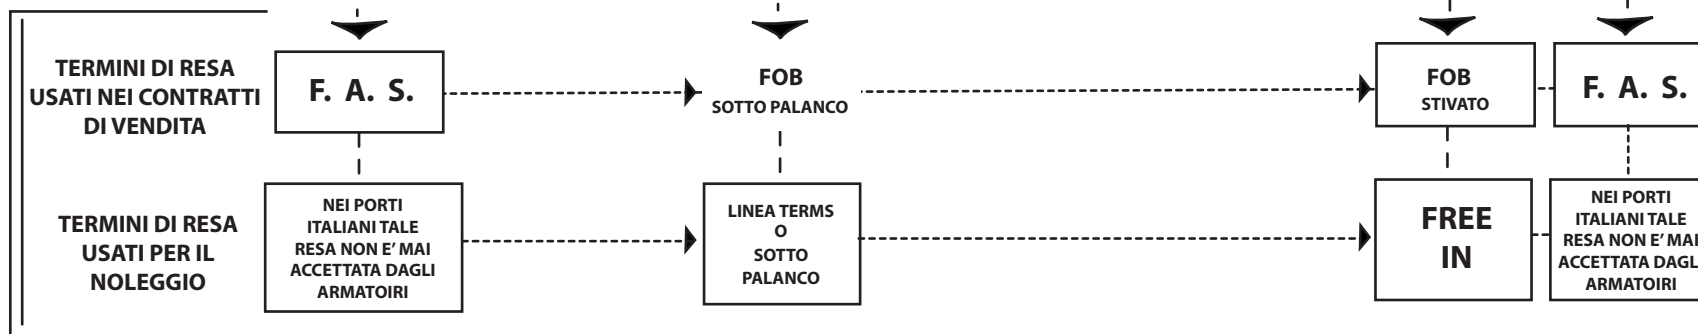 TERMINI DI RESA
USATI NEI CONTRATTI
DI VENDITA
F. A. S.
FOB
SOTTO PALANCO
FOB
STIVATO
F. A. S.
TERMINI DI RESA
USATI PER IL
NOLEGGIO
NEI PORTI
ITALIANI TALE
RESA NON E’ MAI
ACCETTATA DAGLI
ARMATOIRI
LINEA TERMS
O
SOTTO
PALANCO
FREE
IN
NEI PORTI
ITALIANI TALE
RESA NON E’ MAI
ACCETTATA DAGLI
ARMATOIRI